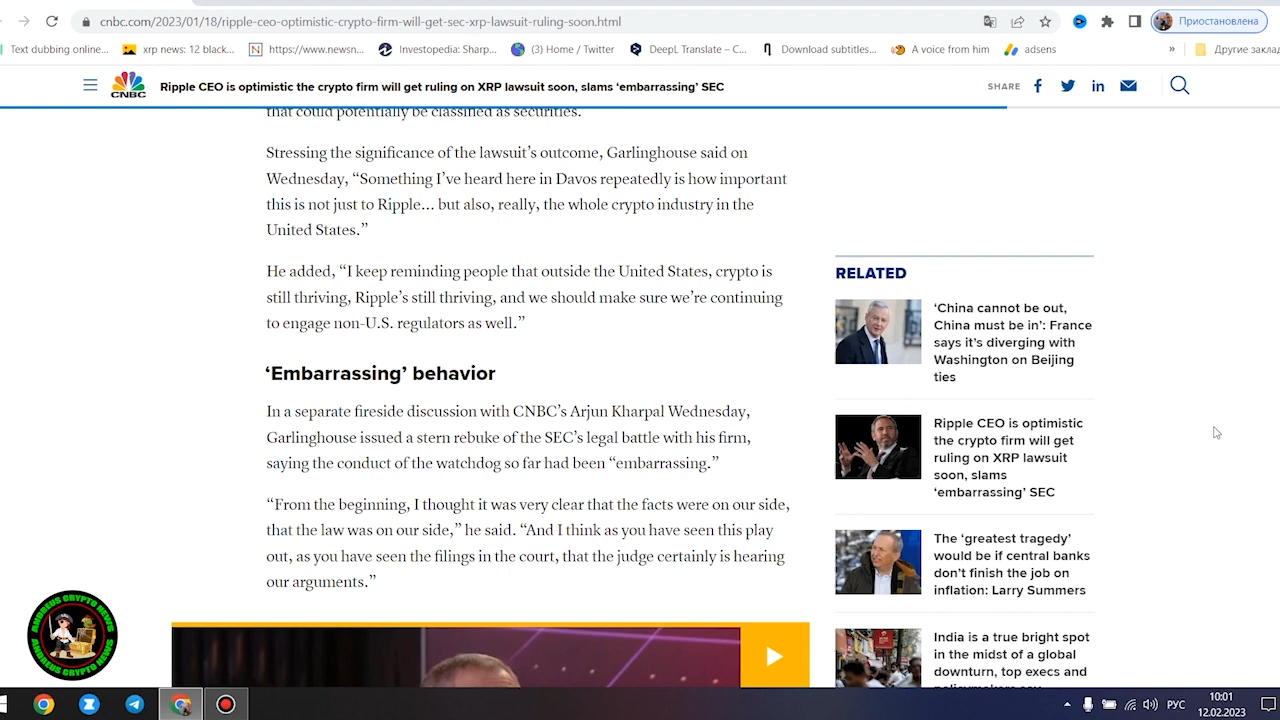 cnbc.com/2023/01/18/ripple-ceo-optimistic-crypto-firm-will-get-sec-xrp-lawsuit-ruling-soon.html
Приостановлена
Text dubbing online...
xrp news: 12 black...
https://www.newsn...
Investopedia: Sharp...
(3) Home / Twitter
DeepL Translate – C...
Download subtitles...
A voice from him
adsens
»
Другие закла
CNBC
Ripple CEO is optimistic the crypto firm will get ruling on XRP lawsuit soon, slams ‘embarrassing’ SEC
SHARE
that could potentially be classified as securities.
Stressing the significance of the lawsuit’s outcome, Garlinghouse said on
Wednesday, “Something I’ve heard here in Davos repeatedly is how important
this is not just to Ripple… but also, really, the whole crypto industry in the
United States.”
He added, “I keep reminding people that outside the United States, crypto is
still thriving, Ripple’s still thriving, and we should make sure we’re continuing
to engage non-U.S. regulators as well.”
‘Embarrassing’ behavior
In a separate fireside discussion with CNBC’s Arjun Kharpal Wednesday,
Garlinghouse issued a stern rebuke of the SEC’s legal battle with his firm,
saying the conduct of the watchdog so far had been “embarrassing.”
“From the beginning, I thought it was very clear that the facts were on our side,
that the law was on our side,” he said. “And I think as you have seen this play
out, as you have seen the filings in the court, that the judge certainly is hearing
our arguments.”
RELATED
‘China cannot be out,
China must be in’: France
says it’s diverging with
Washington on Beijing
ties
Ripple CEO is optimistic
the crypto firm will get
ruling on XRP lawsuit
soon, slams
‘embarrassing’ SEC
The ‘greatest tragedy’
would be if central banks
don’t finish the job on
inflation: Larry Summers
India is a true bright spot
in the midst of a global
downturn, top execs and
ANDREUS CRYPTO NEWS
ANDREUS CRYPTO NEWS
РУС
10:01
12.02.2023